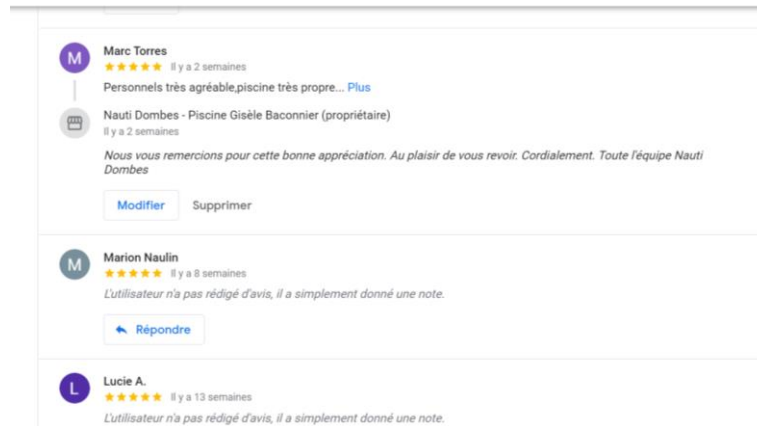 Marc Torres
Il y a 2 semaines
Personnels très agréable,piscine très propre... Plus
Nauti Dombes - Piscine Gisèle Baconnier (propriétaire)
Il y a 2 semaines
Nous vous remercions pour cette bonne appréciation. Au plaisir de vous revoir. Cordialement. Toute l'équipe Nauti
Dombes
Modifier Supprimer
M
Marion Naulin
Il y a 8 semaines
L'utilisateur n'a pas rédigé d'avis, il a simplement donné une note.
Répondre
L
Lucie A.
Il y a 13 semaines
L'utilisateur n'a pas rédigé d'avis, il a simplement donné une note.